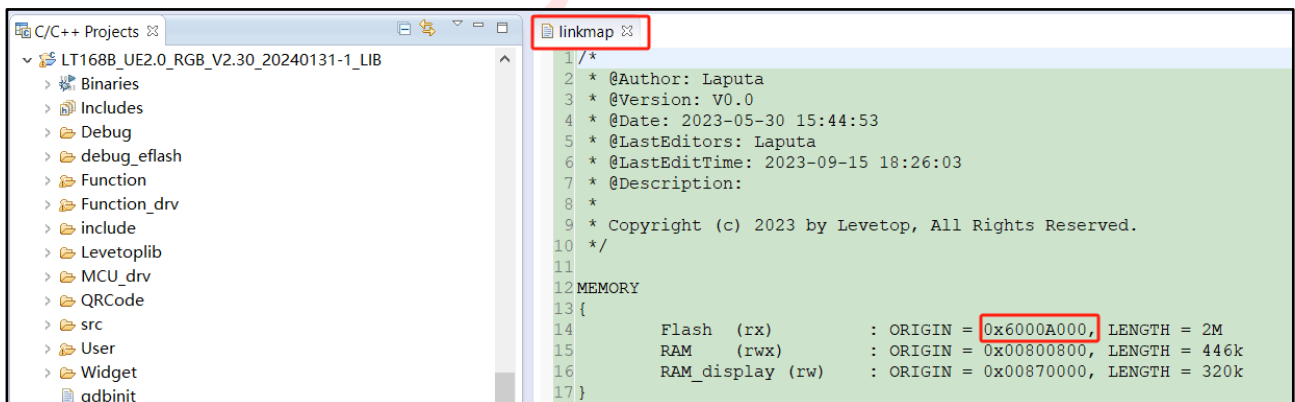 C/C++ Projects
LT168B_UE2.0_RGB_V2.30_20240131-1_LIB
Binaries
Includes
Debug
debug_eflash
Function
Function_drv
include
Levetoplib
MCU_drv
QRCode
src
User
Widget
gdbinit
linkmap
1 /*
2 * @Author: Laputa
3 * @Version: V0.0
4 * @Date: 2023-05-30 15:44:53
5 * @LastEditors: Laputa
6 * @LastEditTime: 2023-09-15 18:26:03
7 * @Description:
8 *
9 * Copyright (c) 2023 by Levetop, All Rights Reserved.
10 */
11
12 MEMORY
13 {
14 Flash (rx) : ORIGIN = 0x6000A000, LENGTH = 2M
15 RAM (rwx) : ORIGIN = 0x00800800, LENGTH = 446k
16 RAM_display (rw) : ORIGIN = 0x00870000, LENGTH = 320k
17 }